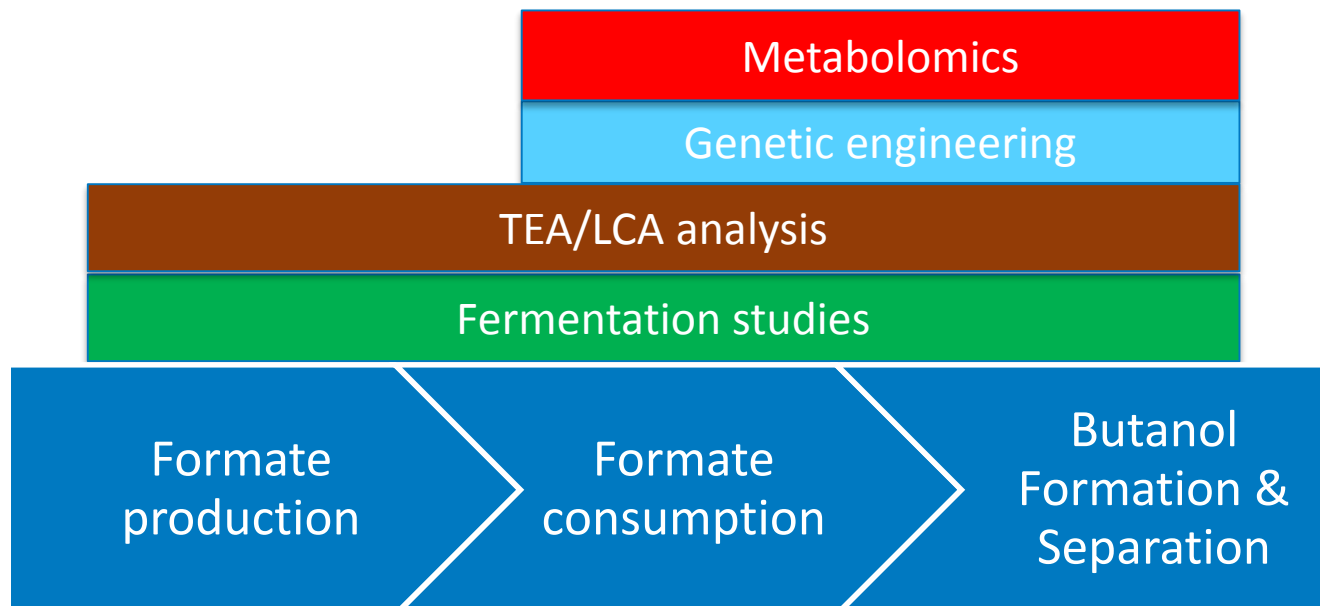 Metabolomics
Genetic engineering
TEA/LCA analysis
Fermentation studies
Formate
production
Formate
consumption
Butanol
Formation &
Separation